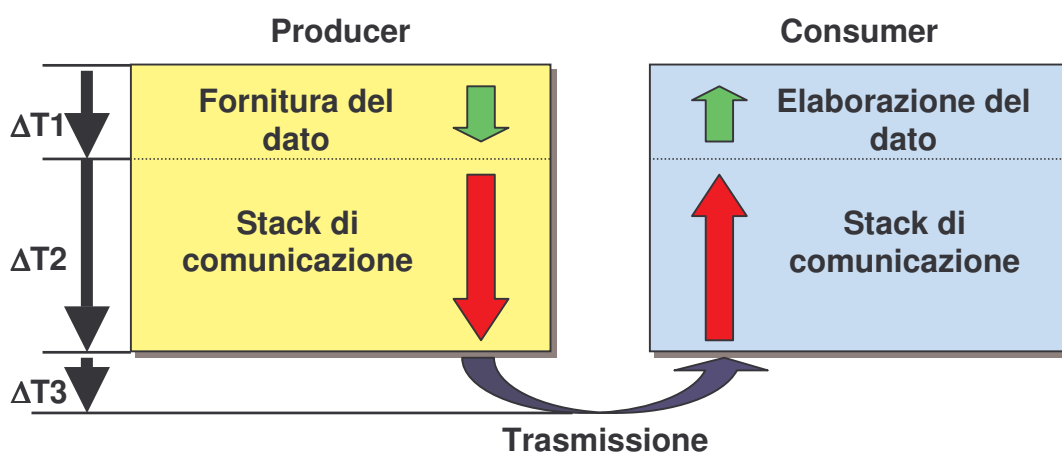 Producer
Consumer
ΔT1
Fornitura del
dato
Elaborazione del
dato
ΔT2
Stack di
comunicazione
Stack di
comunicazione
ΔT3
Trasmissione